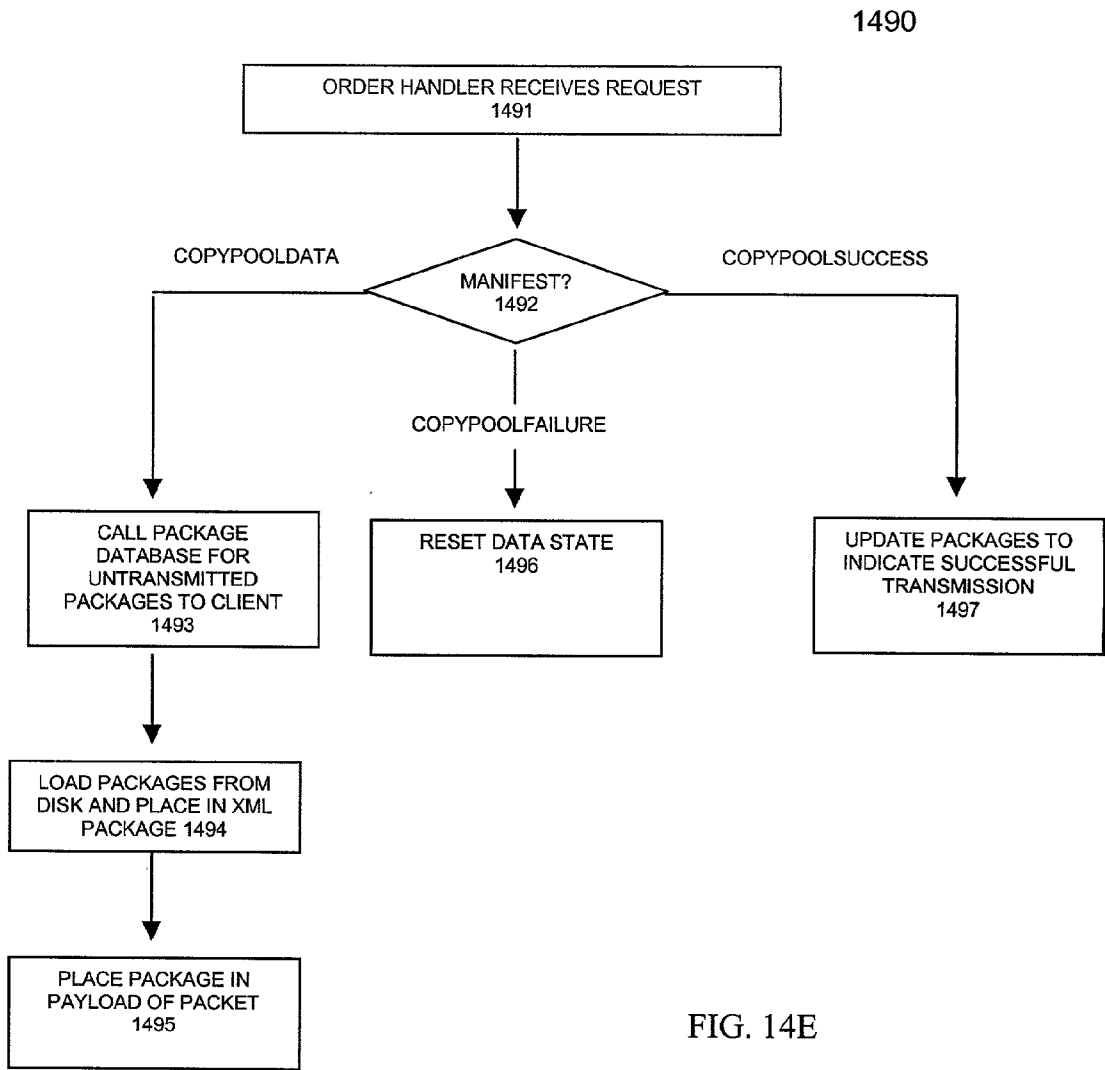 1490
ORDER HANDLER RECEIVES REQUEST
1491
COPYPOOLDATA
COPYPOOLSUCCESS
MANIFEST?
1492
COPYPOOLFAILURE
CALL PACKAGE
DATABASE FOR
UNTRANSMITTED
PACKAGES TO CLIENT
1493
RESET DATA STATE
1496
UPDATE PACKAGES TO
INDICATE SUCCESSFUL
TRANSMISSION
1497
LOAD PACKAGES FROM
DISK AND PLACE IN XML
PACKAGE 1494
PLACE PACKAGE IN
PAYLOAD OF PACKET
1495
FIG. 14E